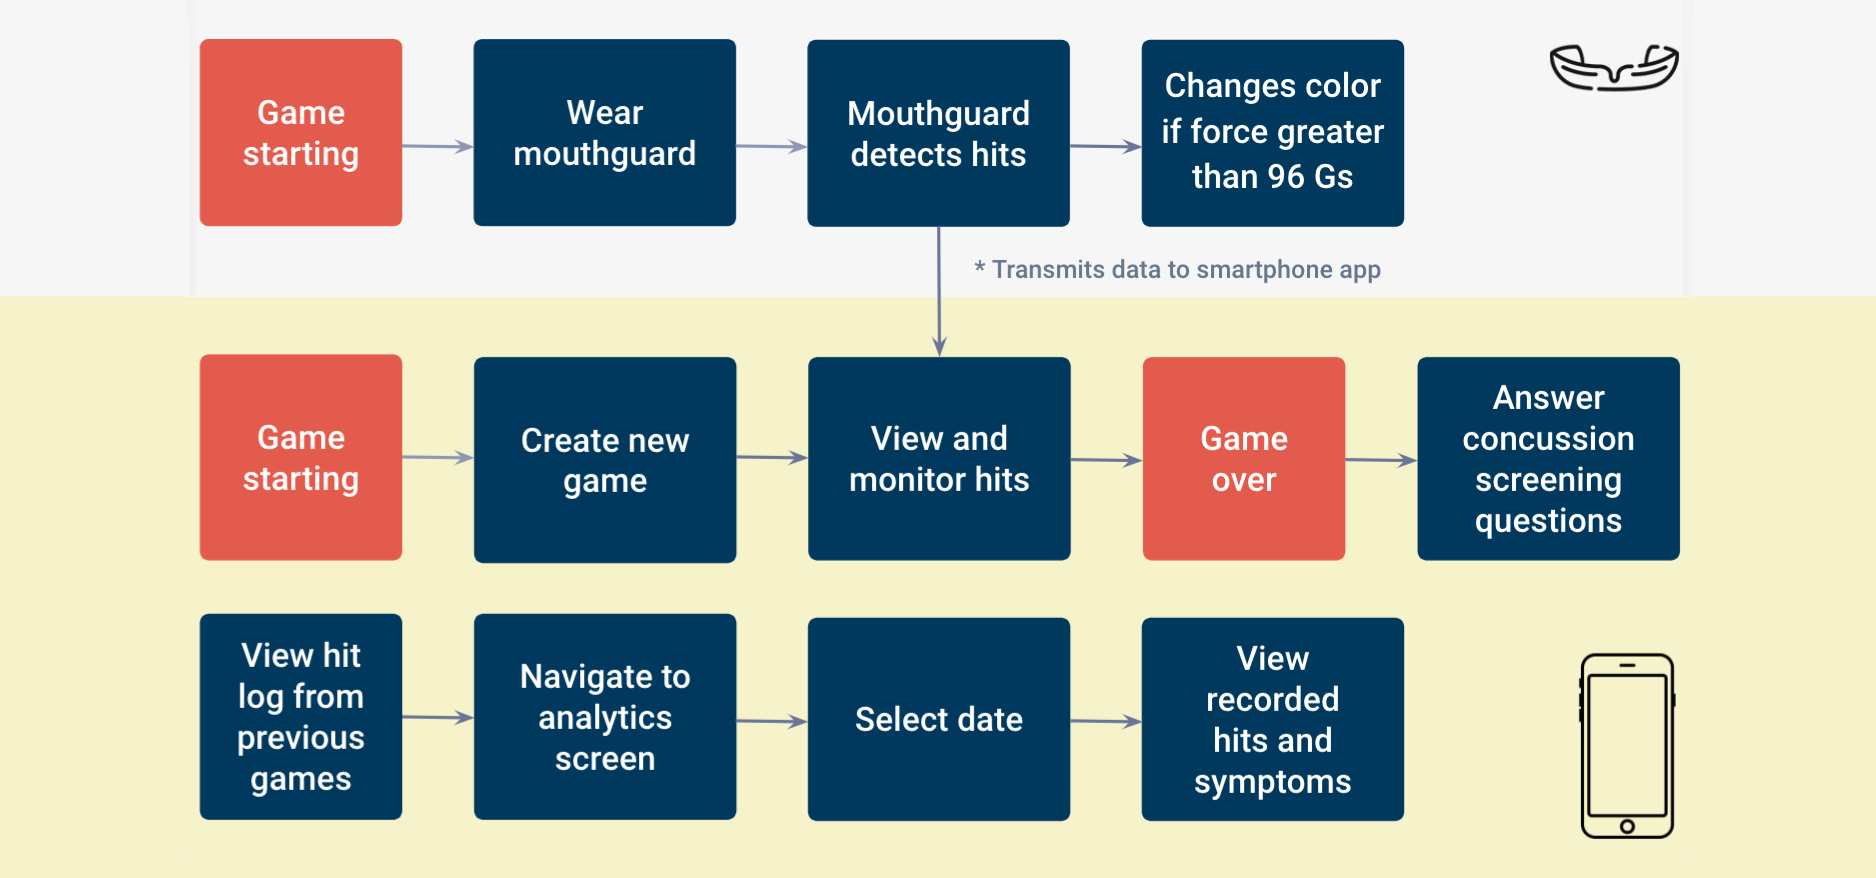 Game
starting
Wear
mouthguard
Mouthguard
detects hits
Changes color
if force greater
than 96 Gs
* Transmits data to smartphone app
Game
starting
Create new
game
View and
monitor hits
Game
over
Answer
concussion
screening
questions
View hit
log from
previous
games
Navigate to
analytics
screen
Select date
View
recorded
hits and
symptoms